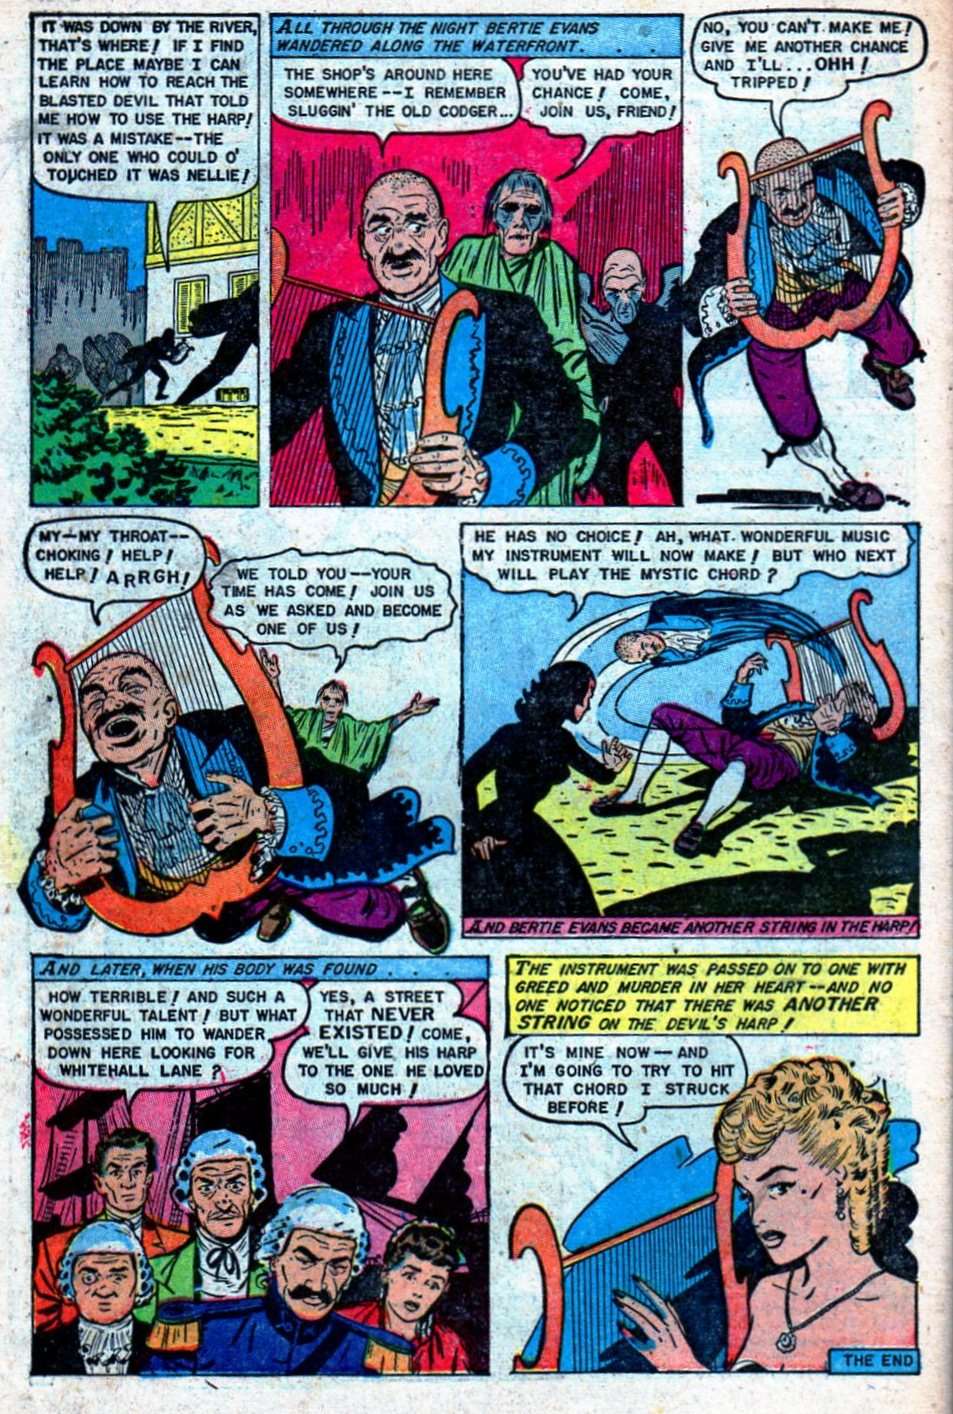 IT WAS DOWN BY THE RIVER,
THAT'S WHERE! IF I FIND
THE PLACE MAYBE I CAN
LEARN HOW TO REACH THE
BLASTED DEVIL THAT TOLD
ME HOW TO USE THE HARP!
IT WAS A MISTAKE--THE
ONLY ONE WHO COULD O'
TOUCHED IT WAS NELLIE!
ALL THROUGH THE NIGHT BERTIE EVANS
WANDERED ALONG THE WATERFRONT. . . .
THE SHOP'S AROUND HERE
SOMEWHERE--I REMEMBER
SLUGGIN' THE OLD CODGER...
YOU'VE HAD YOUR
CHANCE! COME,
JOIN US, FRIEND!
NO, YOU CAN'T MAKE ME!
GIVE ME ANOTHER CHANCE
AND I'LL...OHH!
TRIPPED!
MY--MY THROAT--
CHOKING! HELP!
HELP! ARRGH!
WE TOLD YOU--YOUR
TIME HAS COME! JOIN US
AS WE ASKED AND BECOME
ONE OF US!
HE HAS NO CHOICE! AH, WHAT WONDERFUL MUSIC
MY INSTRUMENT WILL NOW MAKE! BUT WHO NEXT
WILL PLAY THE MYSTIC CHORD?
AND BERTIE EVANS BECAME ANOTHER STRING IN THE HARP!
AND LATER, WHEN HIS BODY WAS FOUND . . . .
HOW TERRIBLE! AND SUCH A
WONDERFUL TALENT! BUT WHAT
POSSESSED HIM TO WANDER
DOWN HERE LOOKING FOR
WHITEHALL LANE?
YES, A STREET
THAT NEVER
EXISTED! COME,
WE'LL GIVE HIS HARP
TO THE ONE HE LOVED
SO MUCH!
THE INSTRUMENT WAS PASSED ON TO ONE WITH
GREED AND MURDER IN HER HEART--AND NO
ONE NOTICED THAT THERE WAS ANOTHER
STRING ON THE DEVIL'S HARP!
IT'S MINE NOW--AND
I'M GOING TO TRY TO HIT
THAT CHORD I STRUCK
BEFORE!
THE END